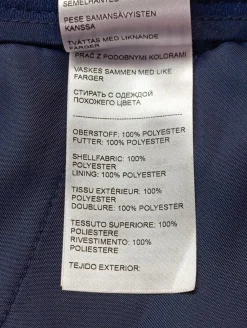 SEMELHANTES
PESE SAMANSÄVYISTEN
KANSSA
TVÄTTAS MED LIKNANDE
FÄRGER
PRAĆ Z PODOBNYMI KOLORAMI
VASKES SAMMEN MED LIKE
FARGER
СТИРАТЬ С ОДЕЖДОЙ
ПОХОЖЕГО ЦВЕТА
OBERSTOFF: 100% POLYESTER
FUTTER: 100% POLYESTER
SHELLFABRIC: 100%
POLYESTER
LINING: 100% POLYESTER
TISSU EXTÉRIEUR: 100%
POLYESTER
DOUBLURE: 100% POLYESTER
TESSUTO SUPERIORE: 100%
POLIESTERE
RIVESTIMENTO: 100%
POLIESTERE
TEJIDO EXTERIOR: